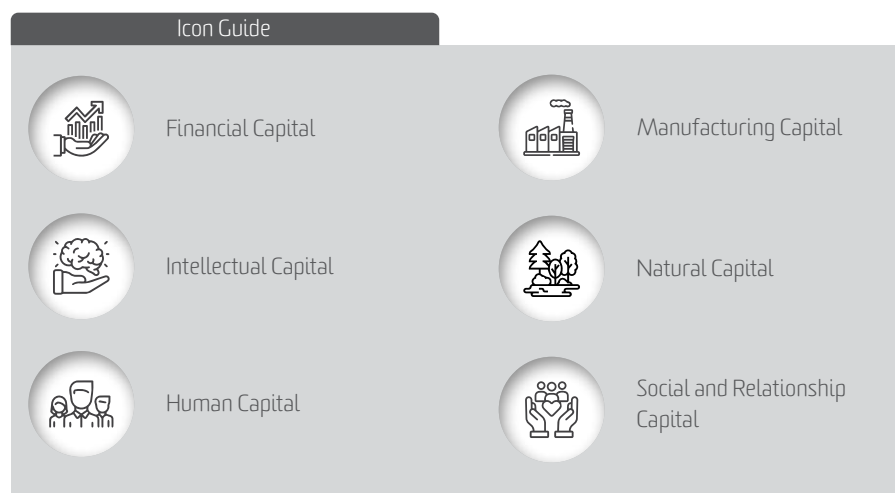 Icon Guide
Financial Capital
Manufacturing Capital
Intellectual Capital
Natural Capital
Human Capital
Social and Relationship
Capital